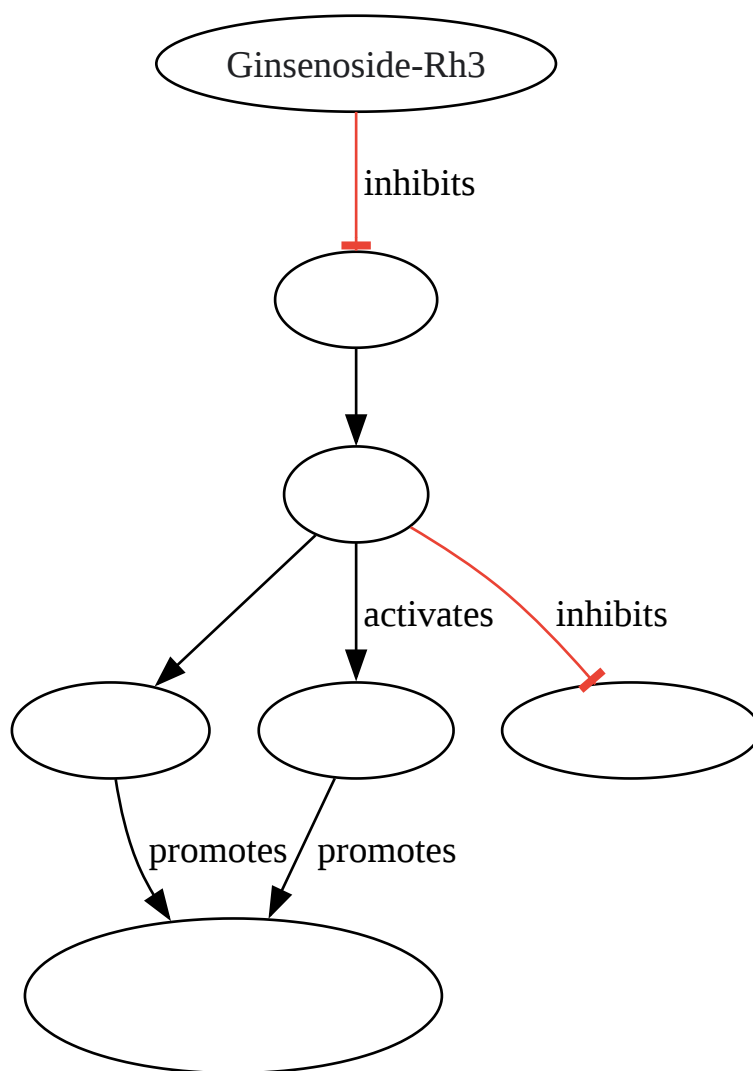 Ginsenoside-Rh3
inhibits
activates
inhibits
promotes
promotes